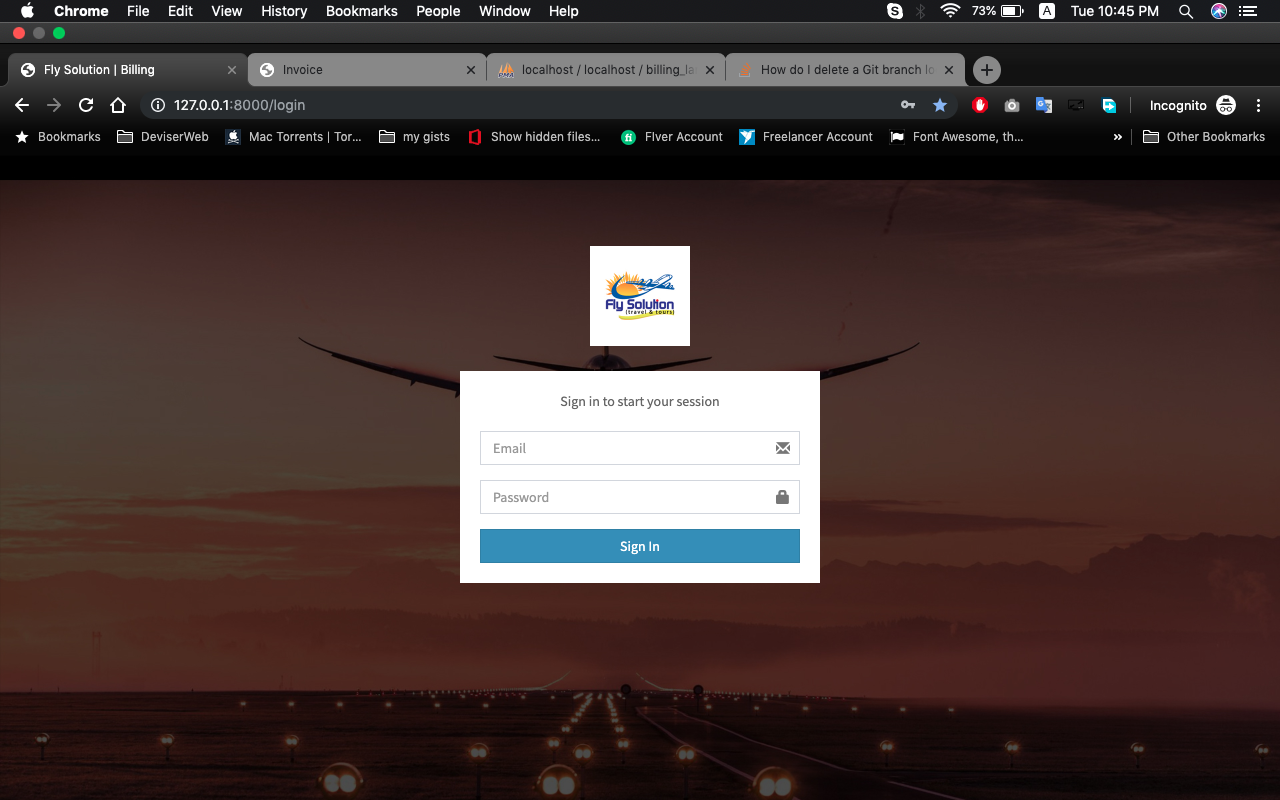 Chrome File Edit View History Bookmarks People Window Help 73% A Tue 10:45 PM
Fly Solution | Billing Invoice localhost / localhost / billing_la How do I delete a Git branch lo
127.0.0.1:8000/login Incognito
Bookmarks DeviserWeb Mac Torrents | Tor... my gists Show hidden files... FIver Account Freelancer Account Font Awesome, th... » Other Bookmarks
Fly Solution
(travel & tours)
Sign in to start your session
Email
Password
Sign In